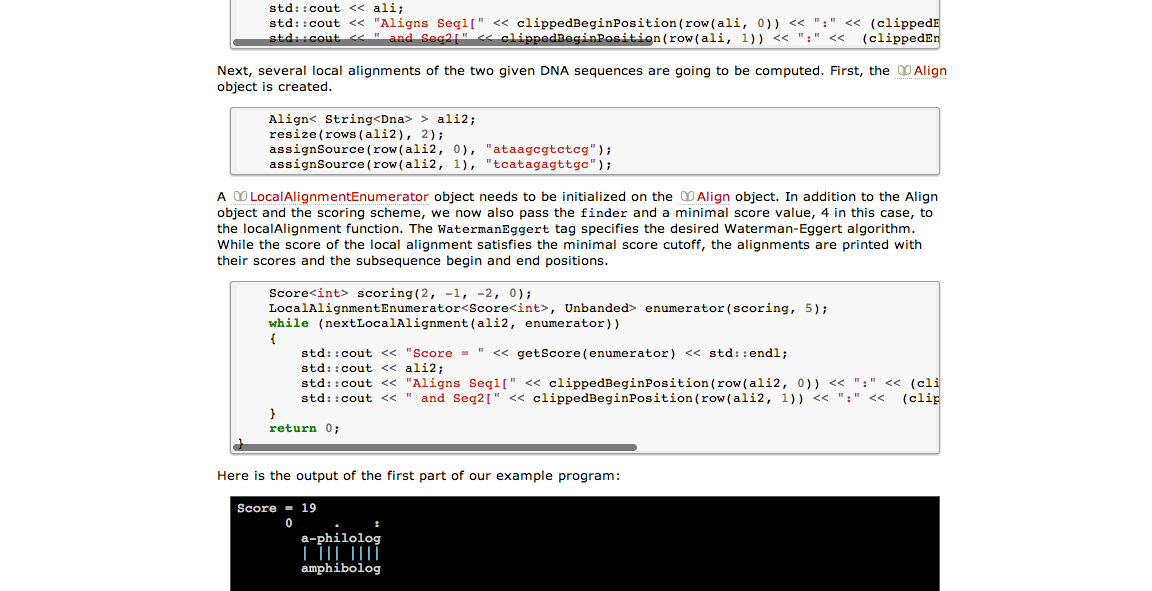 std::cout << ali;
std::cout << "Aligns Seq1[" << clippedBeginPosition(row(ali, 0)) << ":" << (clippedE
std::cout << " and Seq2[" << clippedBeginPosition(row(ali, 1)) << ":" <<  (clippedEn
Next, several local alignments of the two given DNA sequences are going to be computed. First, the Align
object is created.
Align< String<Dna> > ali2;
resize(rows(ali2), 2);
assignSource(row(ali2, 0), "ataagcgtctcg");
assignSource(row(ali2, 1), "tcatagagttgc");
A LocalAlignmentEnumerator object needs to be initialized on the Align object. In addition to the Align
object and the scoring scheme, we now also pass the finder and a minimal score value, 4 in this case, to
the localAlignment function. The WatermanEggert tag specifies the desired Waterman-Eggert algorithm.
While the score of the local alignment satisfies the minimal score cutoff, the alignments are printed with
their scores and the subsequence begin and end positions.
Score<int> scoring(2, -1, -2, 0);
LocalAlignmentEnumerator<Score<int>, Unbanded> enumerator(scoring, 5);
while (nextLocalAlignment(ali2, enumerator))
{
std::cout << "Score = " << getScore(enumerator) << std::endl;
std::cout << ali2;
std::cout << "Aligns Seq1[" << clippedBeginPosition(row(ali2, 0)) << ":" << (cli
std::cout << " and Seq2[" << clippedBeginPosition(row(ali2, 1)) << ":" <<  (clip
}
return 0;
}
Here is the output of the first part of our example program:
Score = 19
0     .    :
a-philolog
| ||| ||||
amphibolog